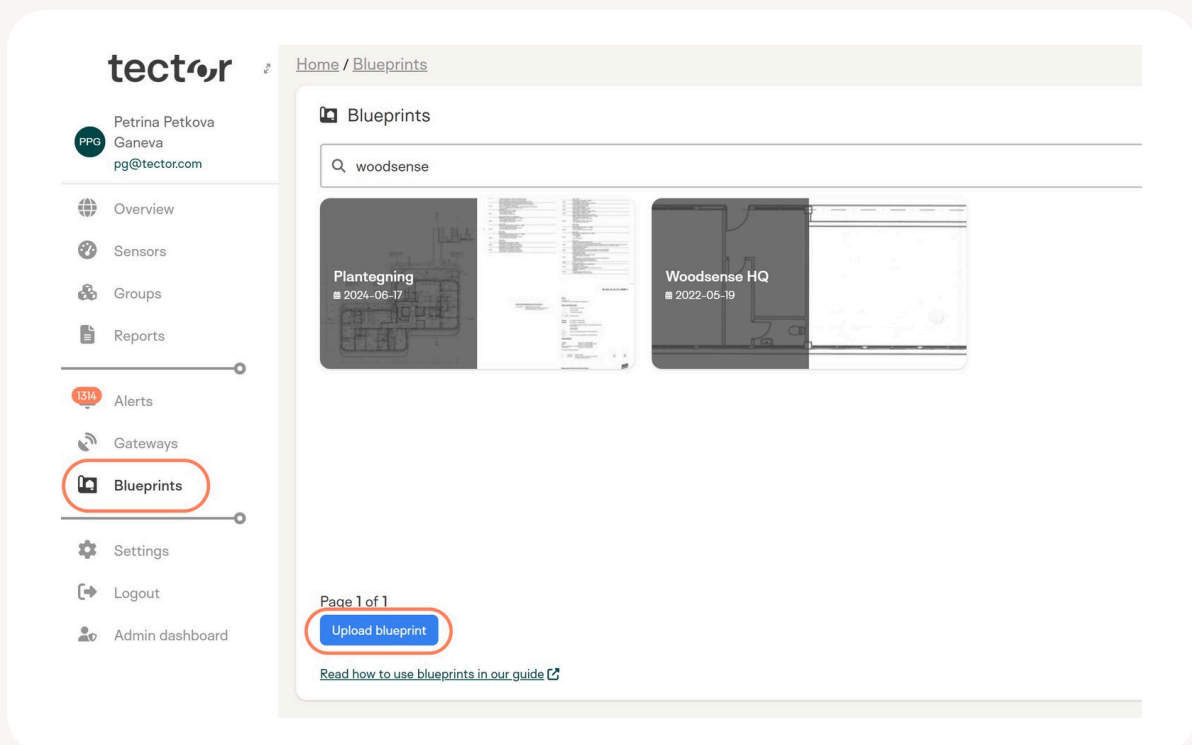 tector
Petrina Petkova
Ganeva
PPG
pg@tector.com
Overview
Sensors
Groups
Reports
1314
Alerts
Gateways
Blueprints
Settings
Logout
Admin dashboard
Home / Blueprints
Blueprints
woodsense
Plantegning
2024-06-17
Woodsense HQ
2022-05-19
Page 1 of 1
Upload blueprint
Read how to use blueprints in our guide